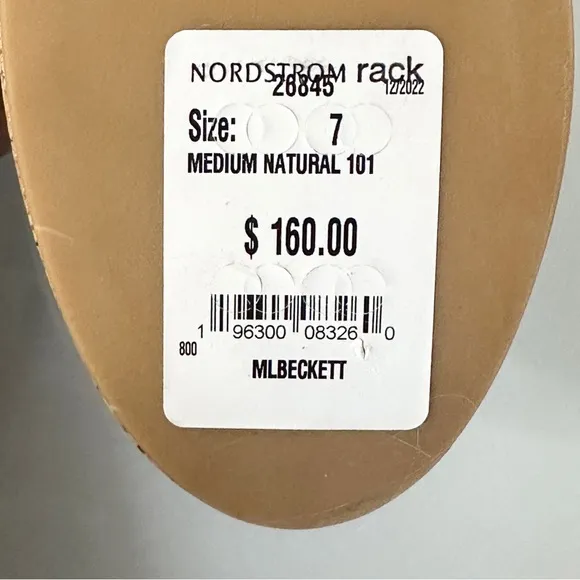 NORDSTROM rack
26845 12/2022
Size: 7
MEDIUM NATURAL 101
$ 160.00
1 96300 08326 0
800
MLBECKETT